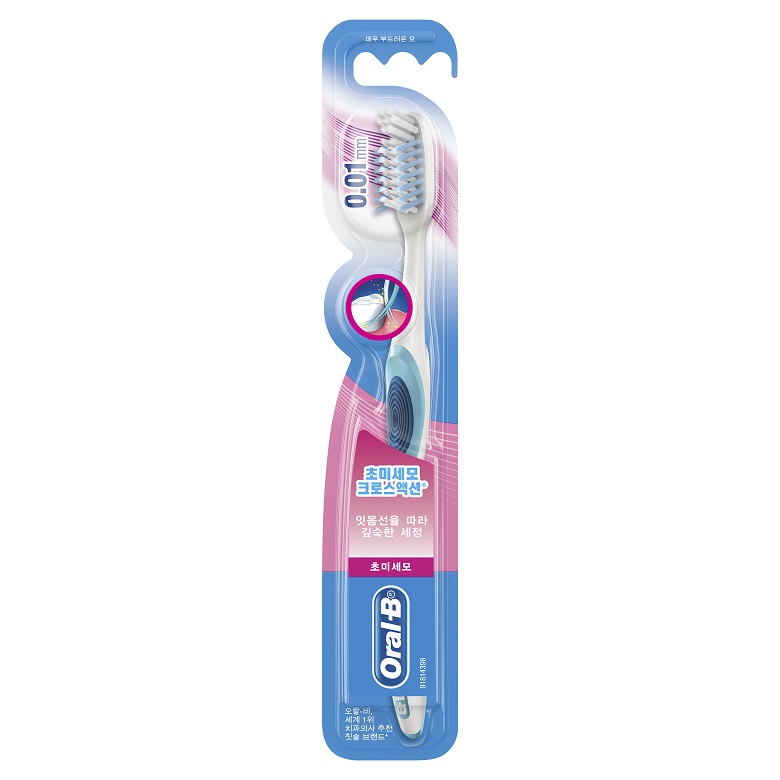 매우 부드러운 모
0.01mm
초미세모
크로스액션®
잇몸선을 따라
깊숙한 세정
초미세모
Oral-B®
91814398
오랄-비,
세계 1위
치과의사 추천
칫솔 브랜드*